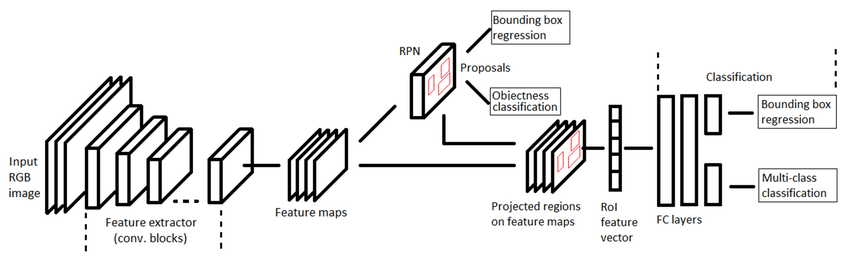 Input
RGB
image
Feature extractor
(conv. blocks)
Feature maps
RPN
Proposals
Bounding box
regression
Objectness
classification
Projected regions
on feature maps
RoI
feature
vector
FC layers
Classification
Bounding box
regression
Multi-class
classification